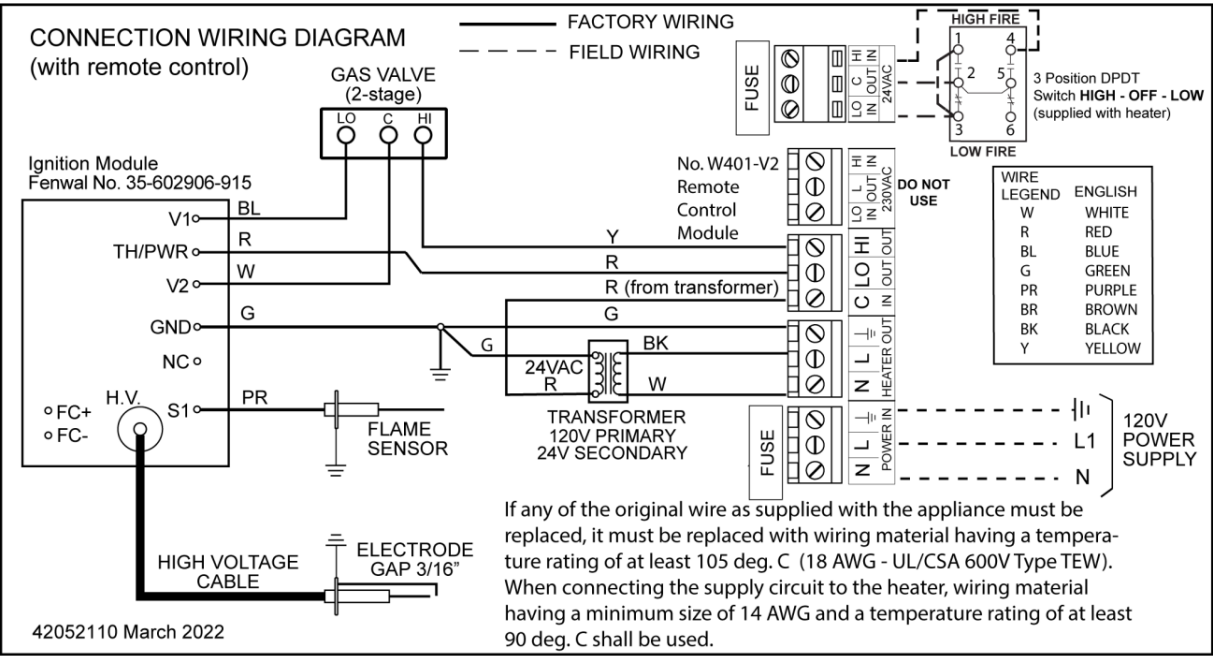 CONNECTION WIRING DIAGRAM
(with remote control)
FACTORY WIRING
FIELD WIRING
GAS VALVE
(2-stage)
LO C HI
Ignition Module
Fenwal No. 35-602906-915
V1
BL
TH/PWR
R
V2
W
GND
G
NC
FC+
FC-
H.V.
S1
PR
FLAME
SENSOR
HIGH VOLTAGE
CABLE
ELECTRODE
GAP 3/16”
42052110 March 2022
FUSE
HI IN
C OUT
LO IN
24VAC
HIGH FIRE
1 4
2 5
3 6
LOW FIRE
3 Position DPDT
Switch HIGH - OFF - LOW
(supplied with heater)
No. W401-V2
Remote
Control
Module
HI IN
L OUT
LO IN
230VAC
DO NOT
USE
Y
R
R (from transformer)
G
HI OUT
LO OUT
C IN
G
24VAC
R
BK
W
TRANSFORMER
120V PRIMARY
24V SECONDARY
L
N
HEATER OUT
FUSE
L
N
POWER IN
L1
N
120V
POWER
SUPPLY
WIRE
LEGEND ENGLISH
W WHITE
R RED
BL BLUE
G GREEN
PR PURPLE
BR BROWN
BK BLACK
Y YELLOW
If any of the original wire as supplied with the appliance must be
replaced, it must be replaced with wiring material having a tempera-
ture rating of at least 105 deg. C (18 AWG - UL/CSA 600V Type TEW).
When connecting the supply circuit to the heater, wiring material
having a minimum size of 14 AWG and a temperature rating of at least
90 deg. C shall be used.